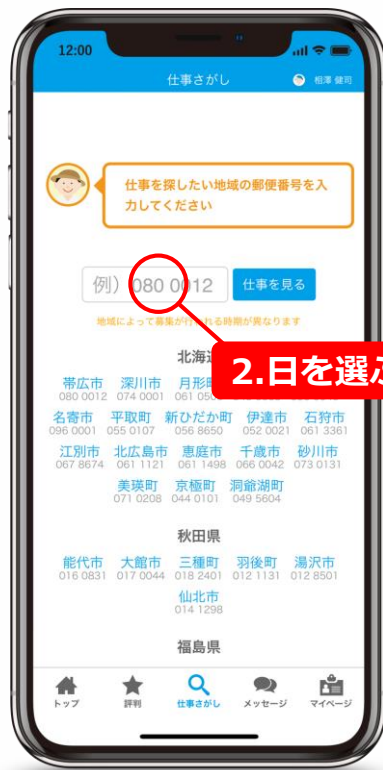 12:00
仕事さがし
相澤 健司
仕事を探したい地域の郵便番号を入
力してください
例）080 0012
仕事を見る
地域によって募集が行われる時期が異なります
北海道
2.日を選ぶ
帯広市 深川市 月形町
080 0012 074 0001 061 050
名寄市 平取町 新ひだか町 伊達市 石狩市
096 0001 055 0107 056 8650 052 0021 061 3361
江別市 北広島市 恵庭市 千歳市 砂川市
067 8674 061 1121 061 1498 066 0042 073 0131
美瑛町 京極町 洞爺湖町
071 0208 044 0101 049 5604
秋田県
能代市 大館市 三種町 羽後町 湯沢市
016 0831 017 0044 018 2401 012 1131 012 8501
仙北市
014 1298
福島県
トップ 評判 仕事さがし メッセージ マイページ